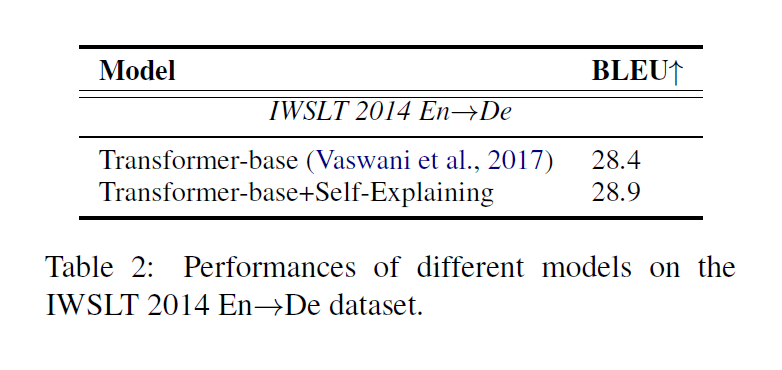 Model BLEU↑
IWSLT 2014 En→De
Transformer-base (Vaswani et al., 2017) 28.4
Transformer-base+Self-Explaining 28.9
Table 2: Performances of different models on the
IWSLT 2014 En→De dataset.